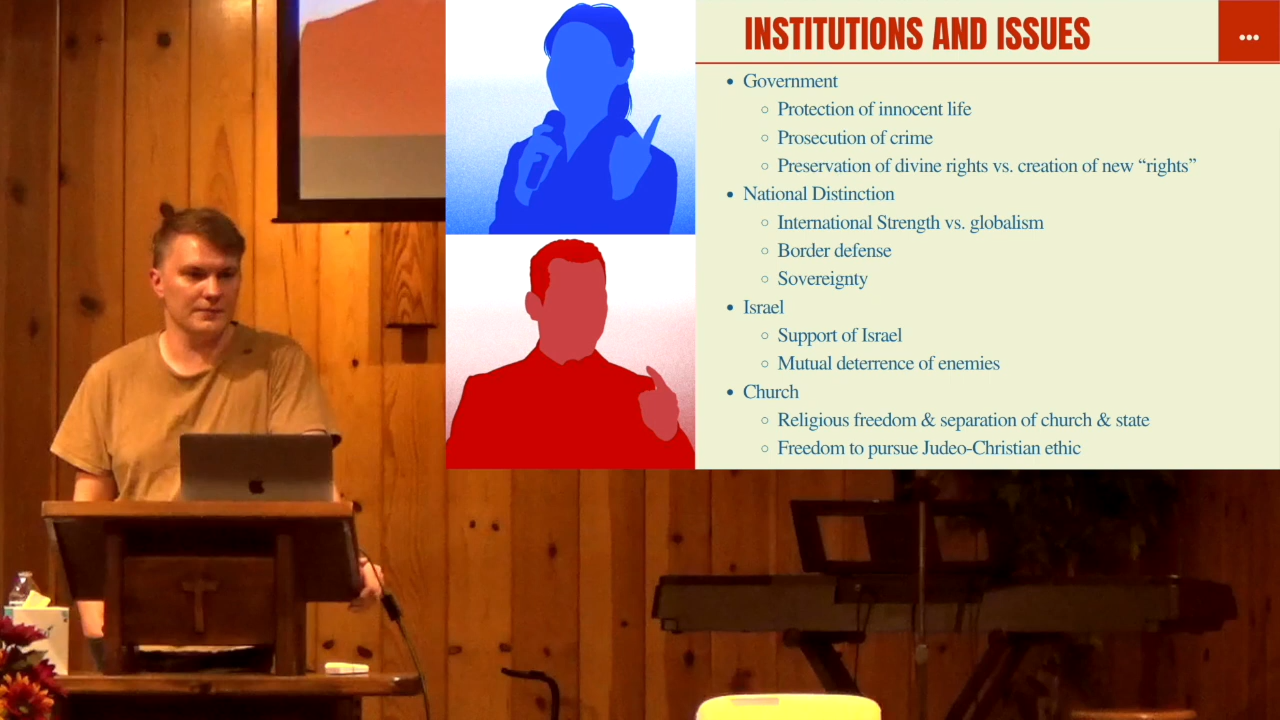 INSTITUTIONS AND ISSUES
Government
Protection of innocent life
Prosecution of crime
Preservation of divine rights vs. creation of new “rights”
National Distinction
International Strength vs. globalism
Border defense
Sovereignty
Israel
Support of Israel
Mutual deterrence of enemies
Church
Religious freedom & separation of church & state
Freedom to pursue Judeo-Christian ethic